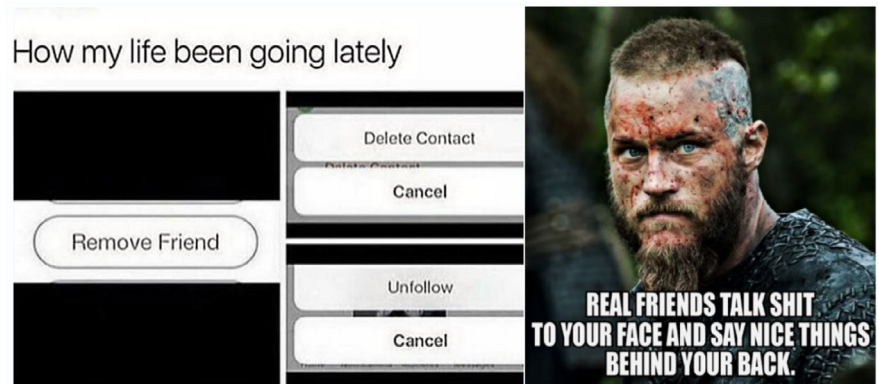 How my life been going lately
Remove Friend
Delete Contact
Cancel
Unfollow
Cancel
REAL FRIENDS TALK SHIT
TO YOUR FACE AND SAY NICE THINGS
BEHIND YOUR BACK.